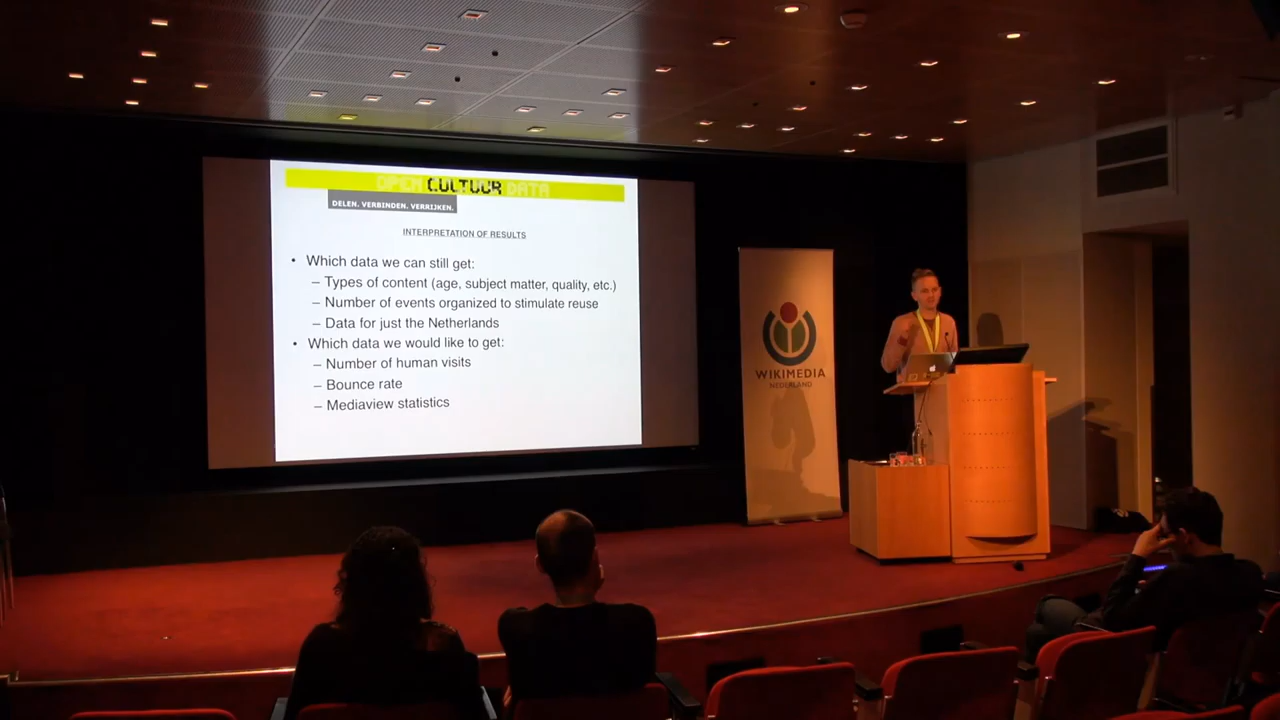 OPEN CULTUUR DATA
DELEN. VERBINDEN. VERRIJKEN.
INTERPRETATION OF RESULTS
• Which data we can still get:
– Types of content (age, subject matter, quality, etc.)
– Number of events organized to stimulate reuse
– Data for just the Netherlands
• Which data we would like to get:
– Number of human visits
– Bounce rate
– Mediaview statistics
WIKIMEDIA
NEDERLAND